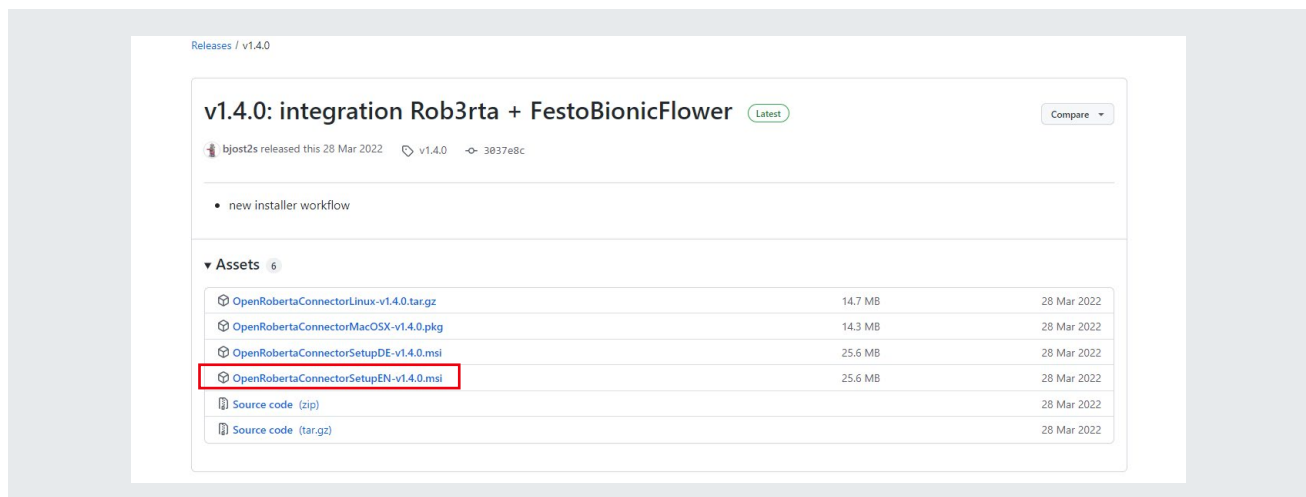 Releases / v1.4.0
v1.4.0: integration Rob3rta + FestoBionicFlower Latest
Compare
bjost2s released this 28 Mar 2022 v1.4.0 3037e8c
new installer workflow
Assets 6
OpenRobertaConnectorLinux-v1.4.0.tar.gz 14.7 MB 28 Mar 2022
OpenRobertaConnectorMacOSX-v1.4.0.pkg 14.3 MB 28 Mar 2022
OpenRobertaConnectorSetupDE-v1.4.0.msi 25.6 MB 28 Mar 2022
OpenRobertaConnectorSetupEN-v1.4.0.msi 25.6 MB 28 Mar 2022
Source code (zip) 28 Mar 2022
Source code (tar.gz) 28 Mar 2022